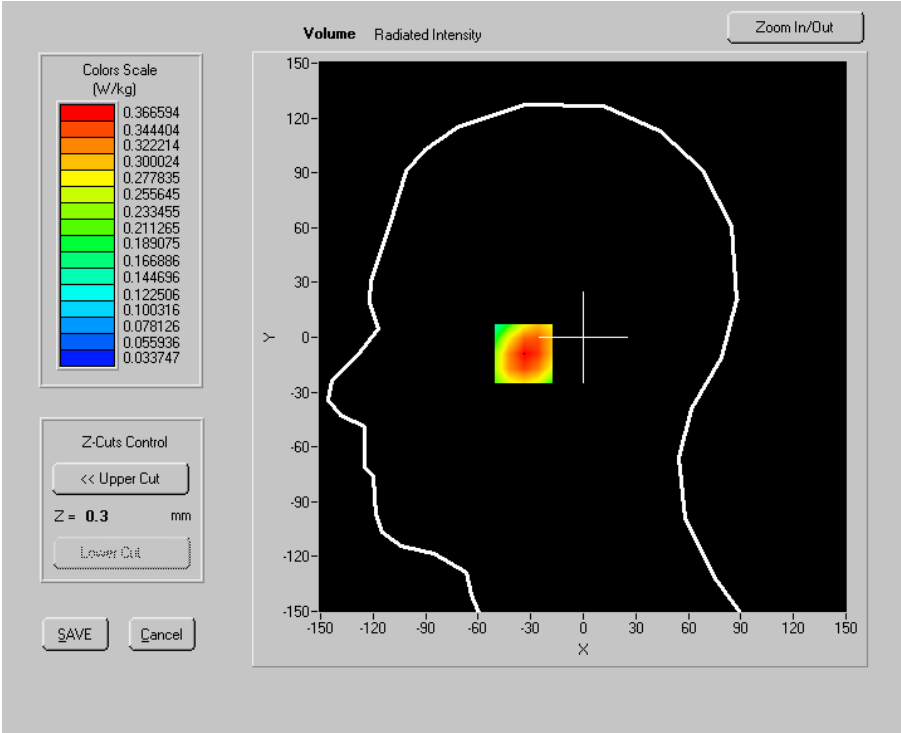 Volume Radiated Intensity
Zoom In/Out
Colors Scale
(W/kg)
0.366594
0.344404
0.322214
0.300024
0.277835
0.255645
0.233455
0.211265
0.189075
0.166886
0.144696
0.122506
0.100316
0.078126
0.055936
0.033747
Z-Cuts Control
<< Upper Cut
Z = 0.3 mm
Lower Cut
SAVE
Cancel
150
120
90
60
30
0
-30
-60
-90
-120
-150
Y
-150 -120 -90 -60 -30 0 30 60 90 120 150
X